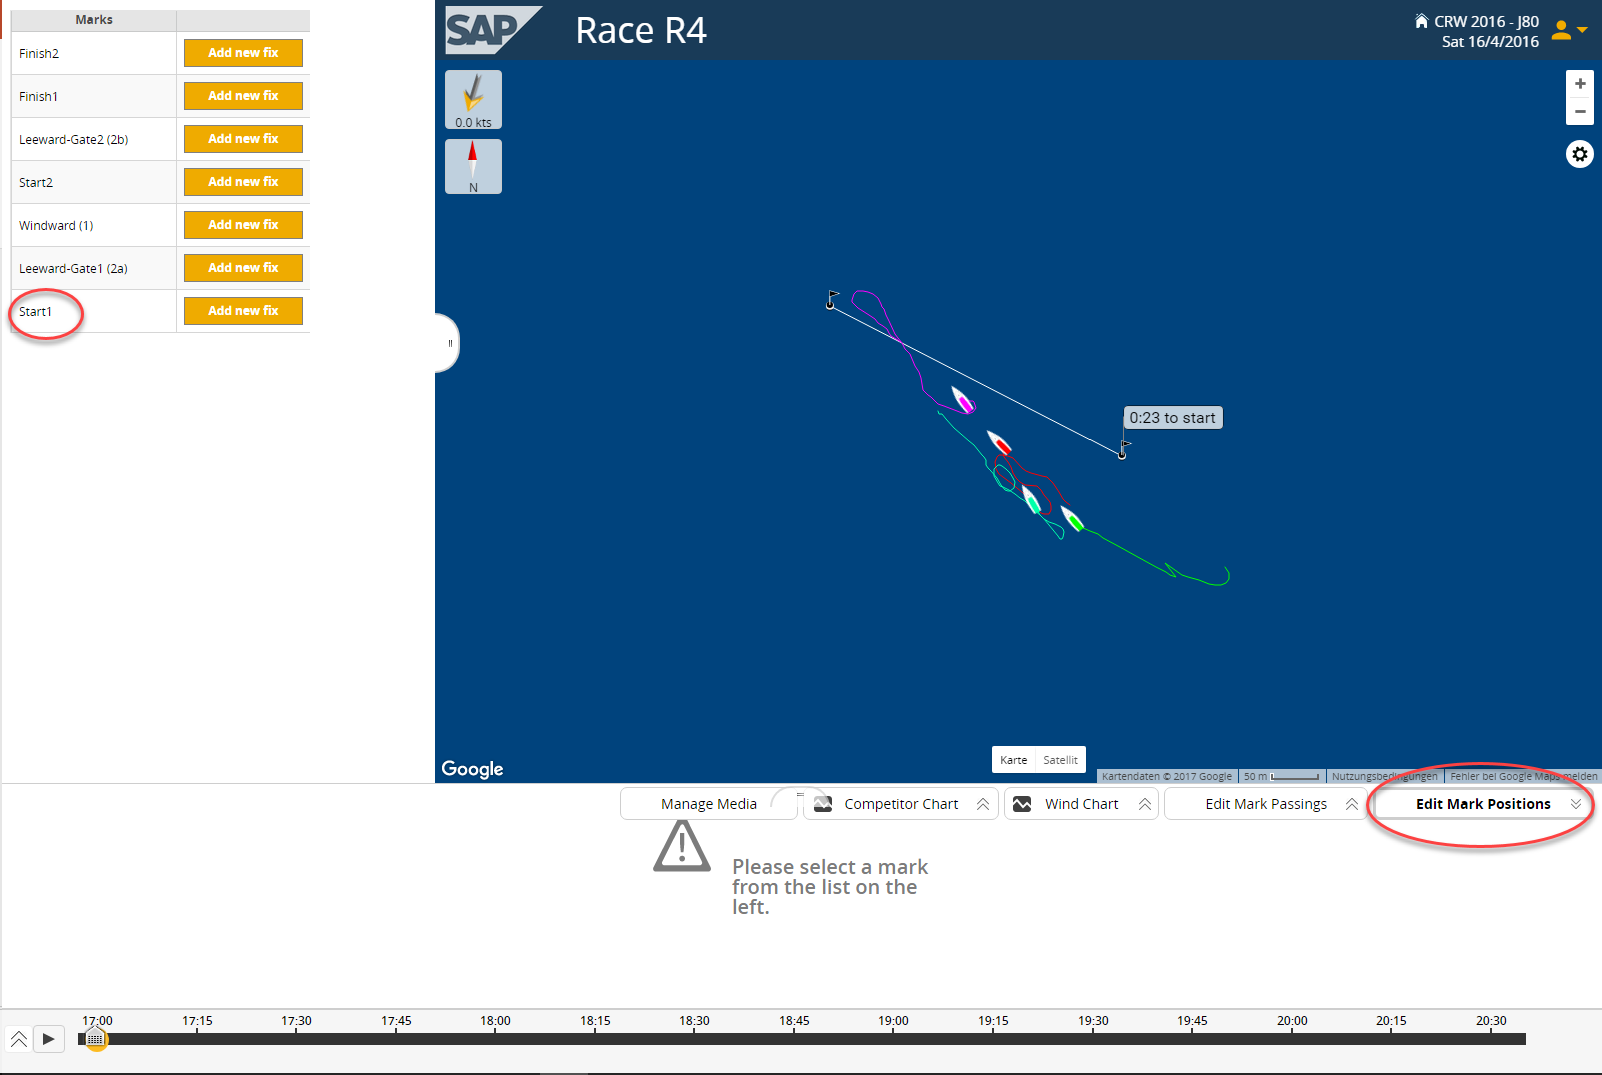 Marks
Finish2 Add new fix
Finish1 Add new fix
Leeward-Gate2 (2b) Add new fix
Start2 Add new fix
Windward (1) Add new fix
Leeward-Gate1 (2a) Add new fix
Start1 Add new fix
SAP Race R4
CRW 2016 - J80
Sat 16/4/2016
0.0 kts
N
+
−
0:23 to start
Google
Karte Satellit
Kartendaten © 2017 Google 50 m Nutzungsbedingungen Fehler bei Google Maps melden
Manage Media Competitor Chart Wind Chart Edit Mark Passings Edit Mark Positions
Please select a mark
from the list on the
left.
17:00 17:15 17:30 17:45 18:00 18:15 18:30 18:45 19:00 19:15 19:30 19:45 20:00 20:15 20:30